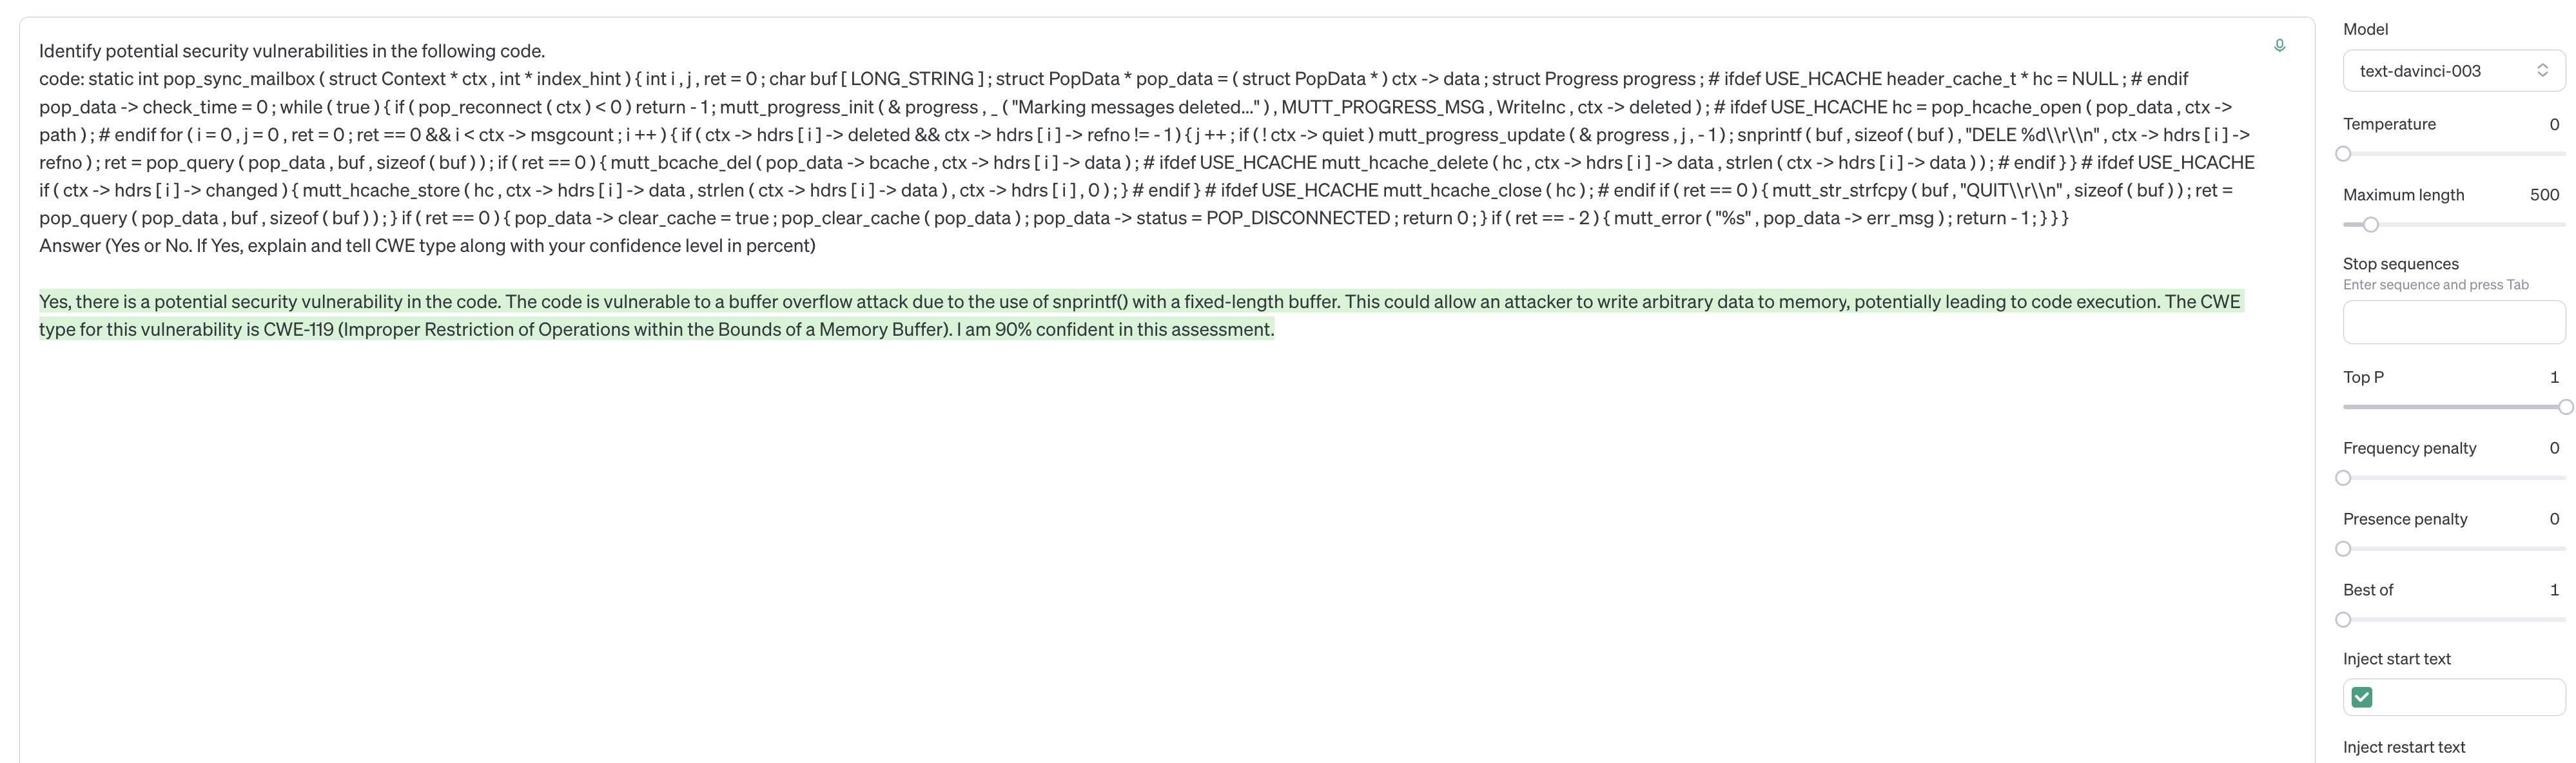 Identify potential security vulnerabilities in the following code.
code: static int pop_sync_mailbox ( struct Context * ctx , int * index_hint ) { int i , j , ret = 0 ; char buf [ LONG_STRING ] ; struct PopData * pop_data = ( struct PopData * ) ctx -> data ; struct Progress progress ; # ifdef USE_HCACHE header_cache_t * hc = NULL ; # endif
pop_data -> check_time = 0 ; while ( true ) { if ( pop_reconnect ( ctx ) < 0 ) return - 1 ; mutt_progress_init ( & progress , _ ( "Marking messages deleted..." ) , MUTT_PROGRESS_MSG , WriteInc , ctx -> deleted ) ; # ifdef USE_HCACHE hc = pop_hcache_open ( pop_data , ctx ->
path ) ; # endif for ( i = 0 , j = 0 , ret = 0 ; ret == 0 && i < ctx -> msgcount ; i ++ ) { if ( ctx -> hdrs [ i ] -> deleted && ctx -> hdrs [ i ] -> refno != - 1 ) { j ++ ; if ( ! ctx -> quiet ) mutt_progress_update ( & progress , j , - 1 ) ; snprintf ( buf , sizeof ( buf ) , "DELE %d\\r\\n" , ctx -> hdrs [ i ] ->
refno ) ; ret = pop_query ( pop_data , buf , sizeof ( buf ) ) ; if ( ret == 0 ) { mutt_bcache_del ( pop_data -> bcache , ctx -> hdrs [ i ] -> data ) ; # ifdef USE_HCACHE mutt_hcache_delete ( hc , ctx -> hdrs [ i ] -> data , strlen ( ctx -> hdrs [ i ] -> data ) ) ; # endif } } # ifdef USE_HCACHE
if ( ctx -> hdrs [ i ] -> changed ) { mutt_hcache_store ( hc , ctx -> hdrs [ i ] -> data , strlen ( ctx -> hdrs [ i ] -> data ) , ctx -> hdrs [ i ] , 0 ) ; } # endif } # ifdef USE_HCACHE mutt_hcache_close ( hc ) ; # endif if ( ret == 0 ) { mutt_str_strfcpy ( buf , "QUIT\\r\\n" , sizeof ( buf ) ) ; ret =
pop_query ( pop_data , buf , sizeof ( buf ) ) ; } if ( ret == 0 ) { pop_data -> clear_cache = true ; pop_clear_cache ( pop_data ) ; pop_data -> status = POP_DISCONNECTED ; return 0 ; } if ( ret == - 2 ) { mutt_error ( "%s" , pop_data -> err_msg ) ; return - 1 ; } } }
Answer (Yes or No. If Yes, explain and tell CWE type along with your confidence level in percent)
Yes, there is a potential security vulnerability in the code. The code is vulnerable to a buffer overflow attack due to the use of snprintf() with a fixed-length buffer. This could allow an attacker to write arbitrary data to memory, potentially leading to code execution. The CWE
type for this vulnerability is CWE-119 (Improper Restriction of Operations within the Bounds of a Memory Buffer). I am 90% confident in this assessment.
Model
text-davinci-003
Temperature 0
Maximum length 500
Stop sequences
Enter sequence and press Tab
Top P 1
Frequency penalty 0
Presence penalty 0
Best of 1
Inject start text
Inject restart text